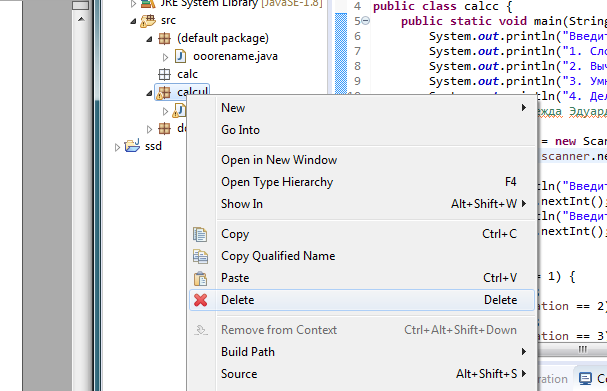 JRE System Library [JavaSE-1.8]
src
(default package)
ooorename.java
calc
calcul
ssd
4 public class calcc {
5 public static void main(String
6 System.out.println("Введит
7 System.out.println("1. Сло
8 System.out.println("2. Выч
9 System.out.println("3. Умн
System.out.println("4. Дел
жда Эдуард
= new Scan
scanner.ne
ln("Введит
.nextInt();
ln("Введит
.nextInt();
= 1) {
ation == 2)
ation == 3)
New
Go Into
Open in New Window
Open Type Hierarchy F4
Show In Alt+Shift+W
Copy Ctrl+C
Copy Qualified Name
Paste Ctrl+V
Delete Delete
Remove from Context Ctrl+Alt+Shift+Down
Build Path
Source Alt+Shift+S
aration